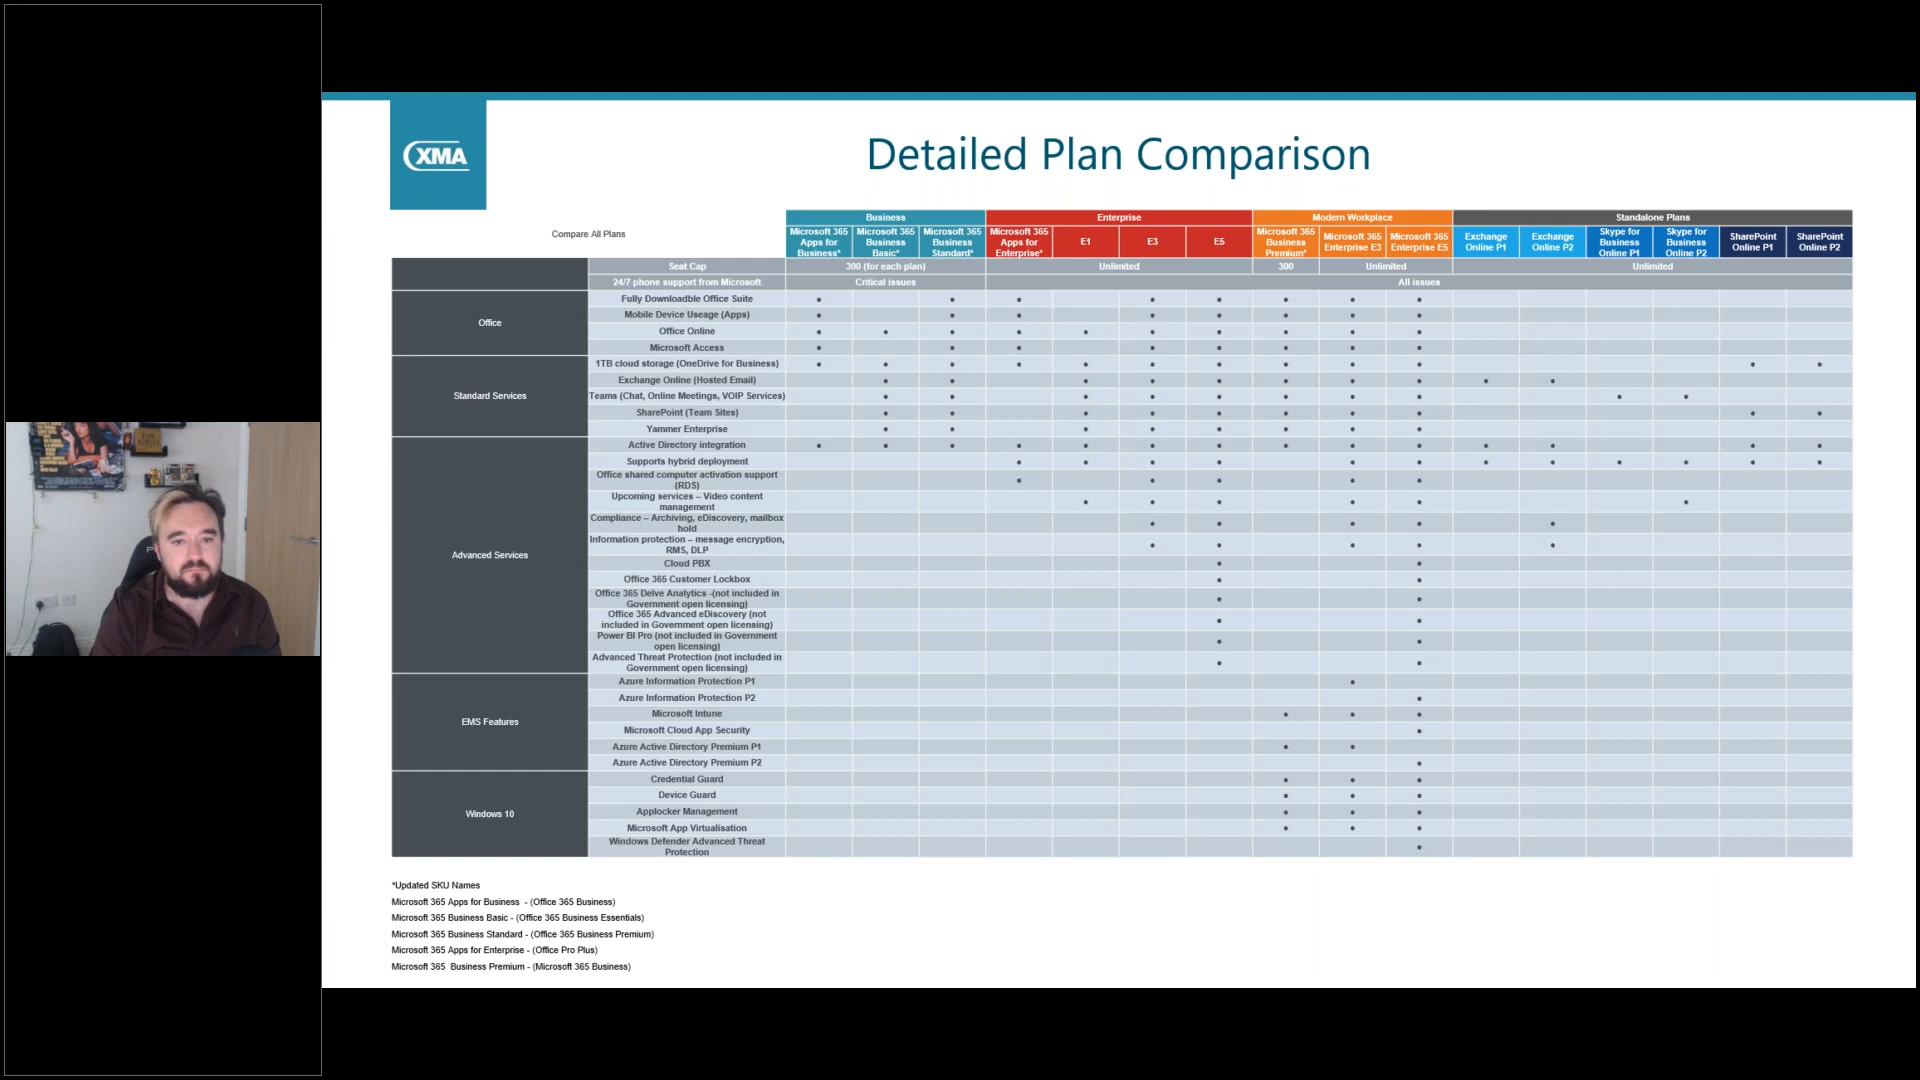 XMA
Detailed Plan Comparison
Compare All Plans
Business
Enterprise
Modern Workplace
Standalone Plans
Microsoft 365
Apps for
Business*
Microsoft 365
Business
Basic*
Microsoft 365
Business
Standard*
Microsoft 365
Apps for
Enterprise*
E1
E3
E5
Microsoft 365
Business
Premium*
Microsoft 365
Enterprise E3
Microsoft 365
Enterprise E5
Exchange
Online P1
Exchange
Online P2
Skype for
Business
Online P1
Skype for
Business
Online P2
SharePoint
Online P1
SharePoint
Online P2
Seat Cap
300 (for each plan)
Unlimited
300
Unlimited
Unlimited
24/7 phone support from Microsoft
Critical issues
All issues
Office
Fully Downloadble Office Suite
Mobile Device Useage (Apps)
Office Online
Microsoft Access
Standard Services
1TB cloud storage (OneDrive for Business)
Exchange Online (Hosted Email)
Teams (Chat, Online Meetings, VOIP Services)
SharePoint (Team Sites)
Yammer Enterprise
Advanced Services
Active Directory integration
Supports hybrid deployment
Office shared computer activation support
(RDS)
Upcoming services – Video content
management
Compliance – Archiving, eDiscovery, mailbox
hold
Information protection – message encryption,
RMS, DLP
Cloud PBX
Office 365 Customer Lockbox
Office 365 Delve Analytics -(not included in
Government open licensing)
Office 365 Advanced eDiscovery (not
included in Government open licensing)
Power BI Pro (not included in Government
open licensing)
Advanced Threat Protection (not included in
Government open licensing)
EMS Features
Azure Information Protection P1
Azure Information Protection P2
Microsoft Intune
Microsoft Cloud App Security
Azure Active Directory Premium P1
Azure Active Directory Premium P2
Windows 10
Credential Guard
Device Guard
Applocker Management
Microsoft App Virtualisation
Windows Defender Advanced Threat
Protection
*Updated SKU Names
Microsoft 365 Apps for Business - (Office 365 Business)
Microsoft 365 Business Basic - (Office 365 Business Essentials)
Microsoft 365 Business Standard - (Office 365 Business Premium)
Microsoft 365 Apps for Enterprise - (Office Pro Plus)
Microsoft 365 Business Premium - (Microsoft 365 Business)